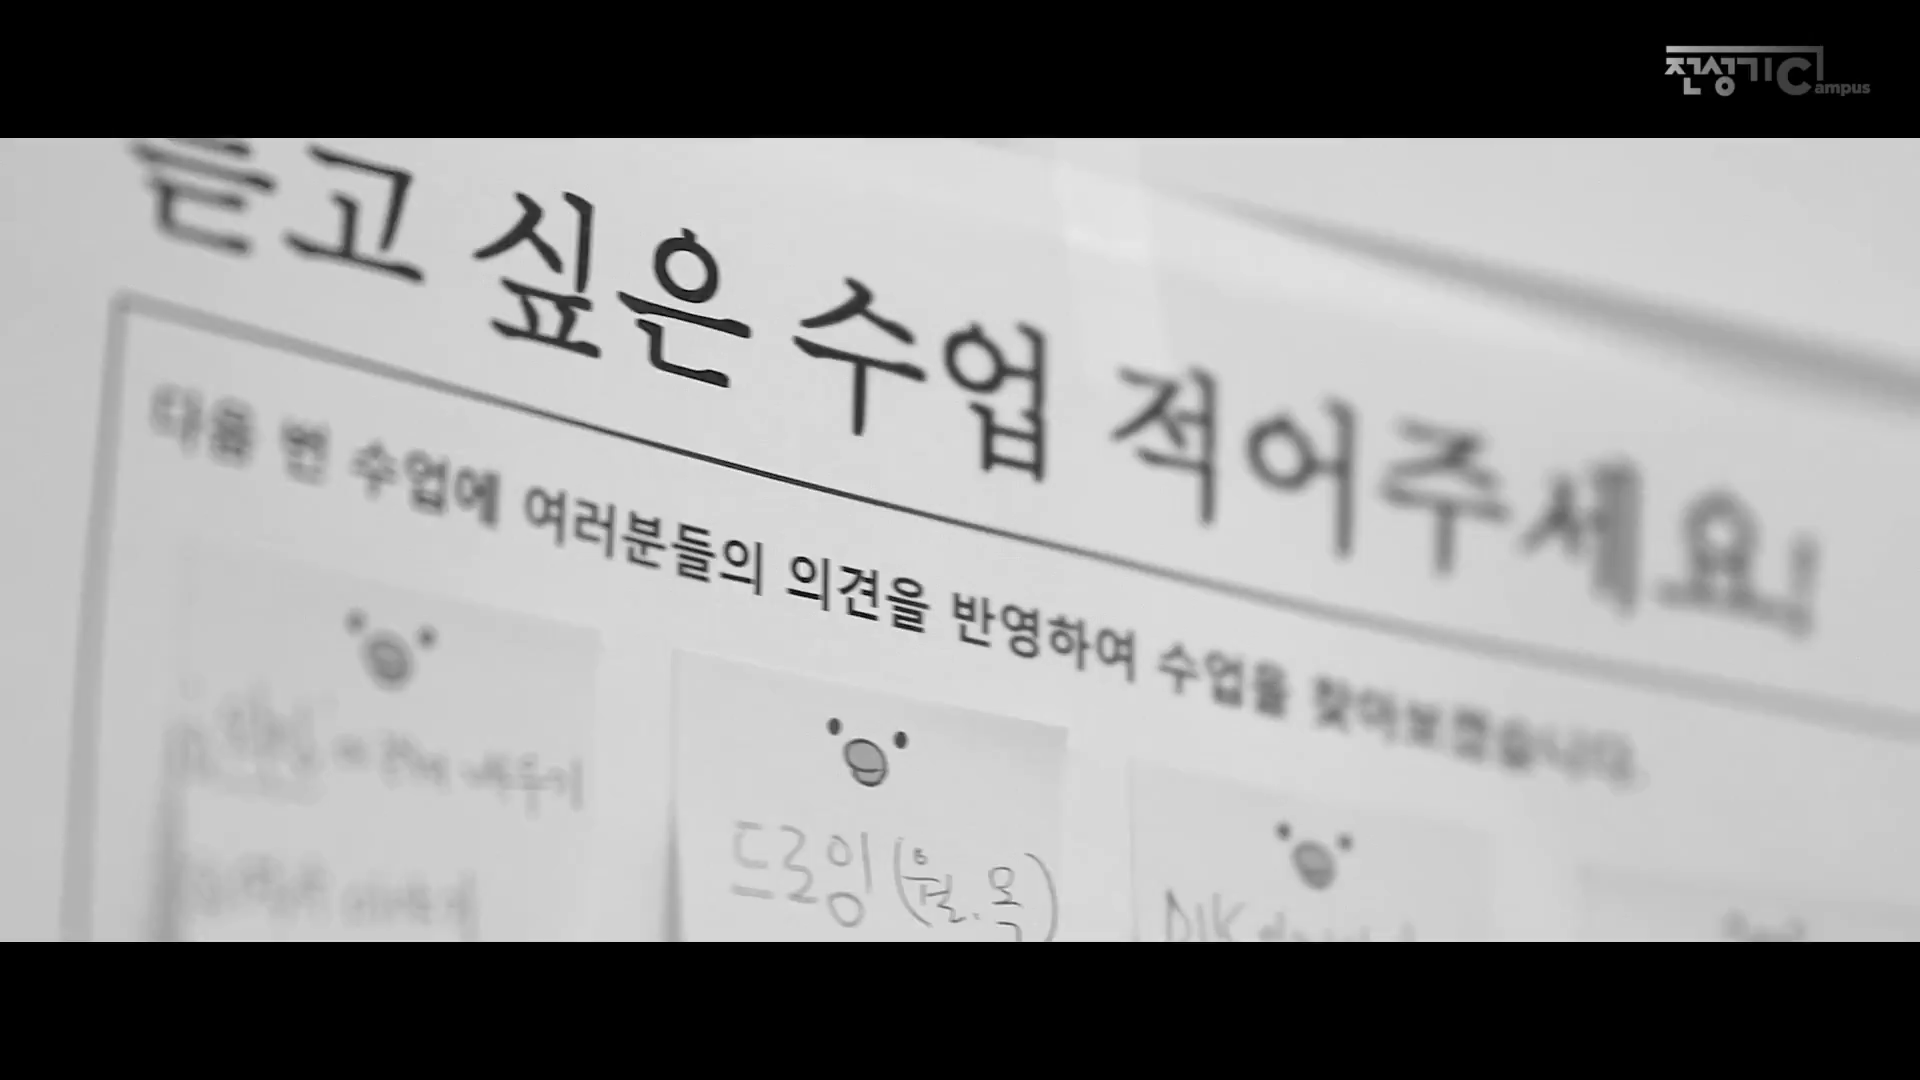 전성기Campus
듣고 싶은 수업 적어주세요!
다음 번 수업에 여러분들의 의견을 반영하여 수업을 찾아보겠습니다.
드로잉(월.목)